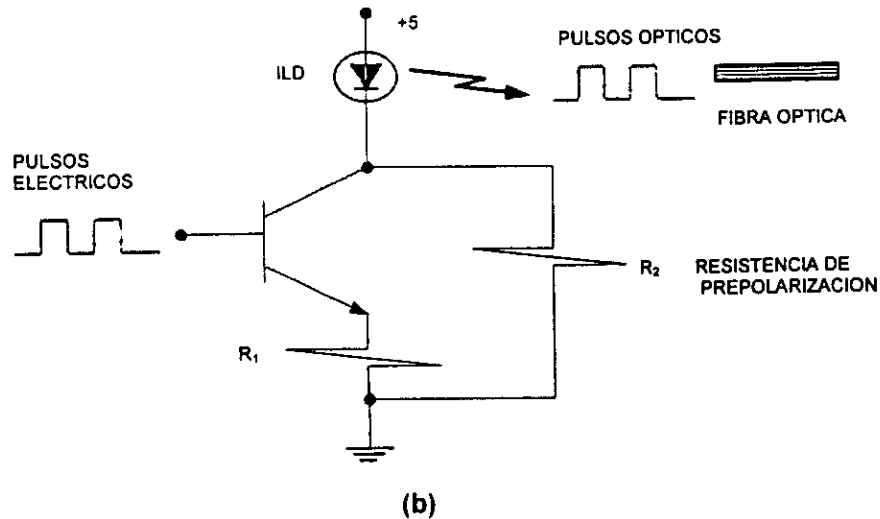 +5
ILD
PULSOS OPTICOS
FIBRA OPTICA
PULSOS
ELECTRICOS
R₂
RESISTENCIA DE
PREPOLARIZACION
R₁
(b)